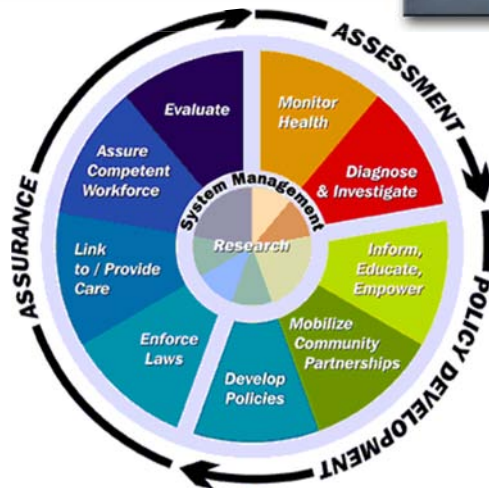 ASSESSMENT
POLICY DEVELOPMENT
ASSURANCE
Monitor
Health
Diagnose
& Investigate
Inform,
Educate,
Empower
Mobilize
Community
Partnerships
Develop
Policies
Enforce
Laws
Link
to / Provide
Care
Assure
Competent
Workforce
Evaluate
System Management
Research